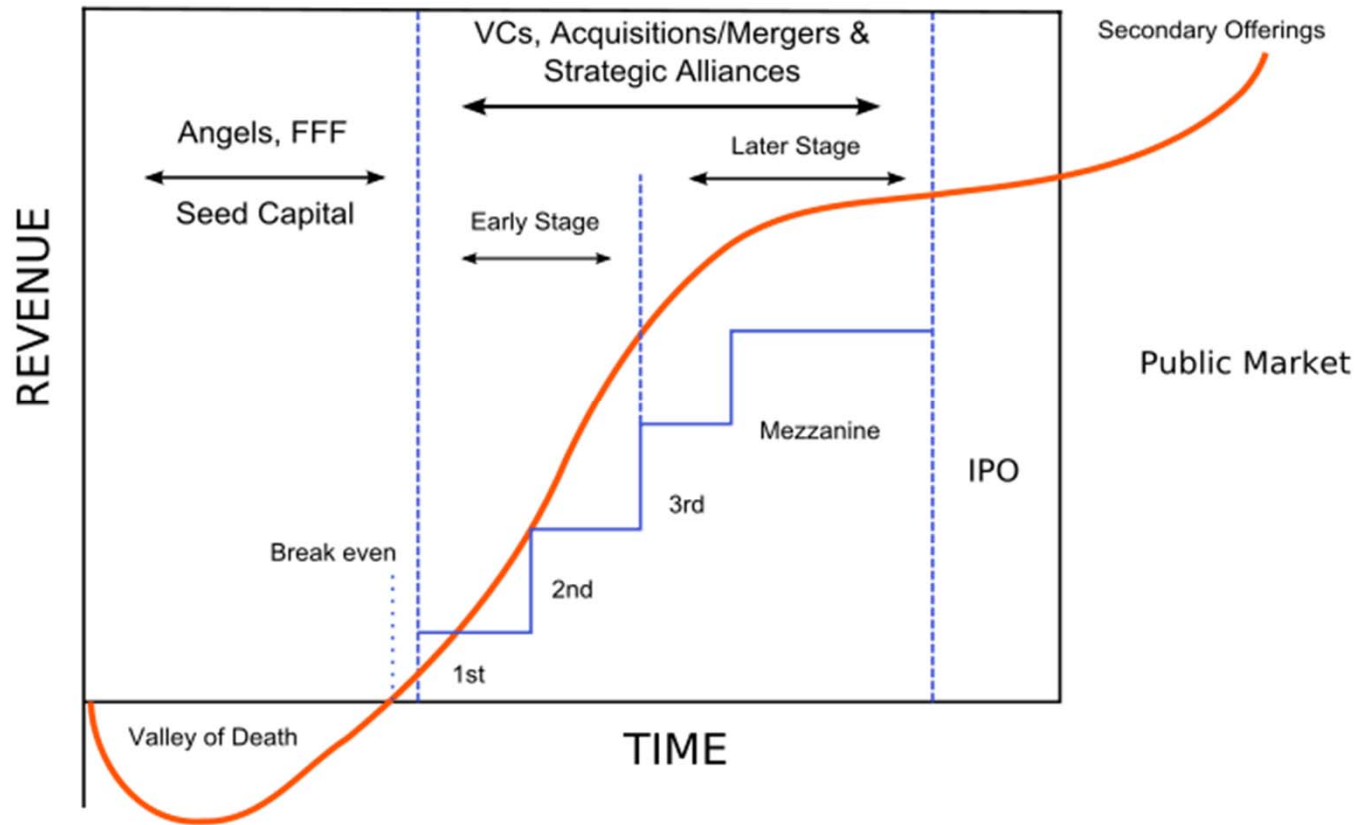 VCs, Acquisitions/Mergers &
Strategic Alliances
Secondary Offerings
Angels, FFF
Seed Capital
Later Stage
Early Stage
REVENUE
Public Market
Mezzanine
IPO
3rd
Break even
2nd
1st
Valley of Death
TIME